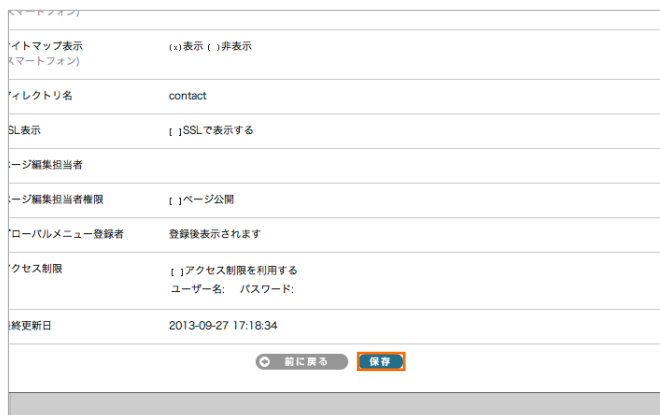 スマートフォン)
イトマップ表示 (x)表示 ( )非表示
スマートフォン)
ィレクトリ名 contact
SL表示 [ ]SSLで表示する
ージ編集担当者
ージ編集担当者権限 [ ]ページ公開
ローバルメニュー登録者 登録後表示されます
クセス制限 [ ]アクセス制限を利用する
ユーザー名: パスワード:
終更新日 2013-09-27 17:18:34
前に戻る 保存